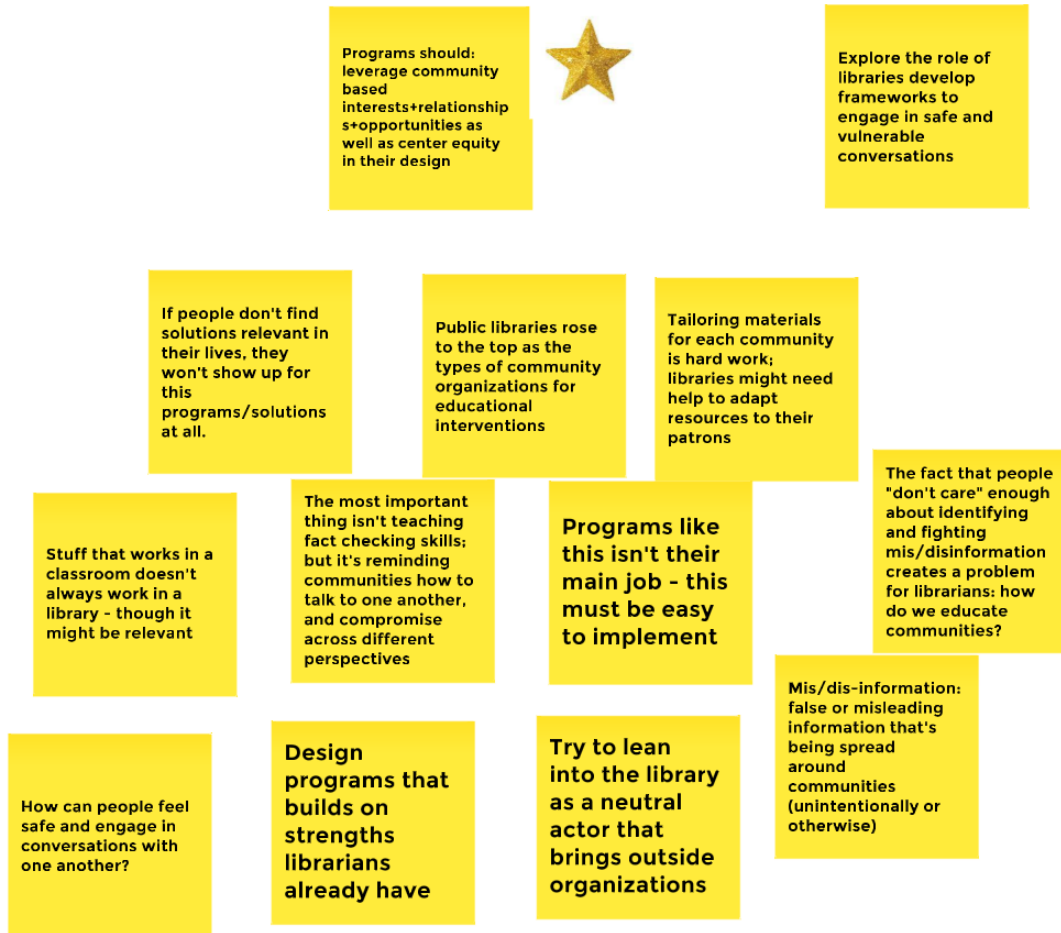 Programs should:
leverage community
based
interests+relationship
s+opportunities as
well as center equity
in their design
Explore the role of
libraries develop
frameworks to
engage in safe and
vulnerable
conversations
If people don't find
solutions relevant in
their lives, they
won't show up for
this
programs/solutions
at all.
Public libraries rose
to the top as the
types of community
organizations for
educational
interventions
Tailoring materials
for each community
is hard work;
libraries might need
help to adapt
resources to their
patrons
Stuff that works in a
classroom doesn't
always work in a
library - though it
might be relevant
The most important
thing isn't teaching
fact checking skills;
but it's reminding
communities how to
talk to one another,
and compromise
across different
perspectives
Programs like
this isn't their
main job - this
must be easy
to implement
The fact that people
"don't care" enough
about identifying
and fighting
mis/disinformation
creates a problem
for librarians: how
do we educate
communities?
How can people feel
safe and engage in
conversations with
one another?
Design
programs that
builds on
strengths
librarians
already have
Try to lean
into the library
as a neutral
actor that
brings outside
organizations
Mis/dis-information:
false or misleading
information that's
being spread
around
communities
(unintentionally or
otherwise)